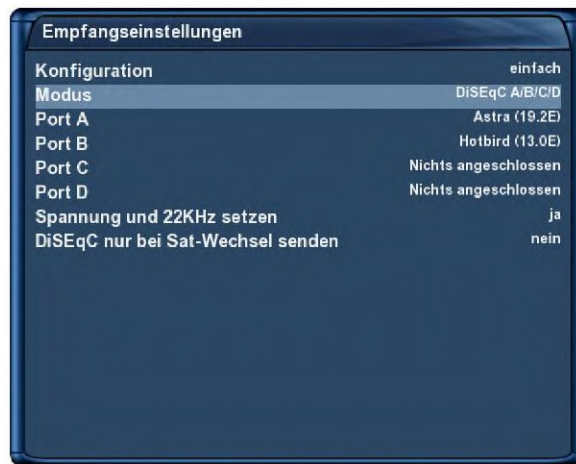 Empfangseinstellungen
Konfiguration einfach
Modus DiSEqC A/B/C/D
Port A Astra (19.2E)
Port B Hotbird (13.0E)
Port C Nichts angeschlossen
Port D Nichts angeschlossen
Spannung und 22KHz setzen ja
DiSEqC nur bei Sat-Wechsel senden nein